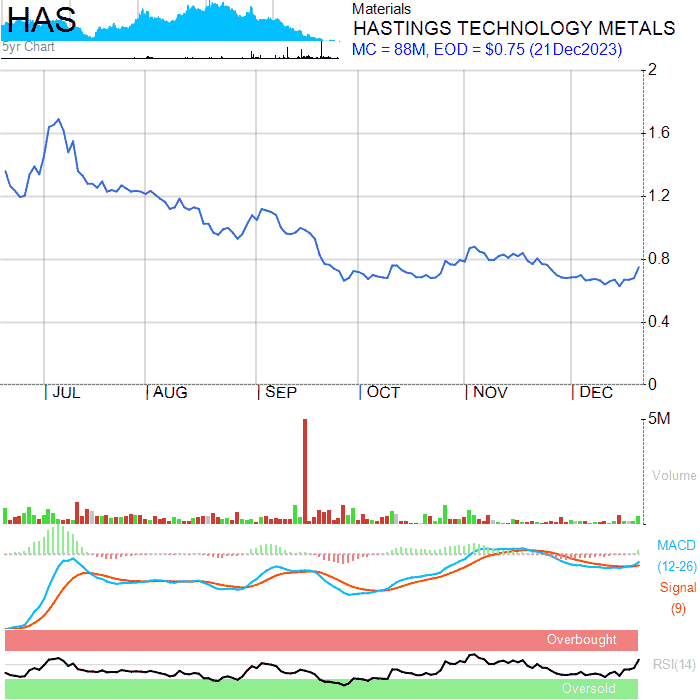 HAS
5yr Chart
Materials
HASTINGS TECHNOLOGY METALS
MC = 88M, EOD = $0.75 (21Dec2023)
2
1.6
1.2
0.8
0.4
0
JUL AUG SEP OCT NOV DEC
5M
Volume
MACD
(12-26)
Signal
(9)
Overbought
RSI(14)
Oversold